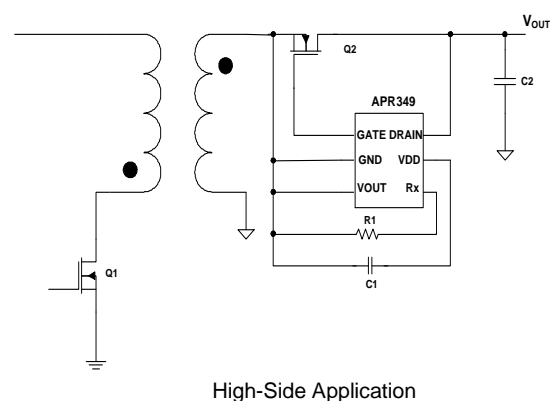 VOUT
Q2
C2
APR349
GATE DRAIN
GND VDD
VOUT Rx
R1
C1
Q1
High-Side Application